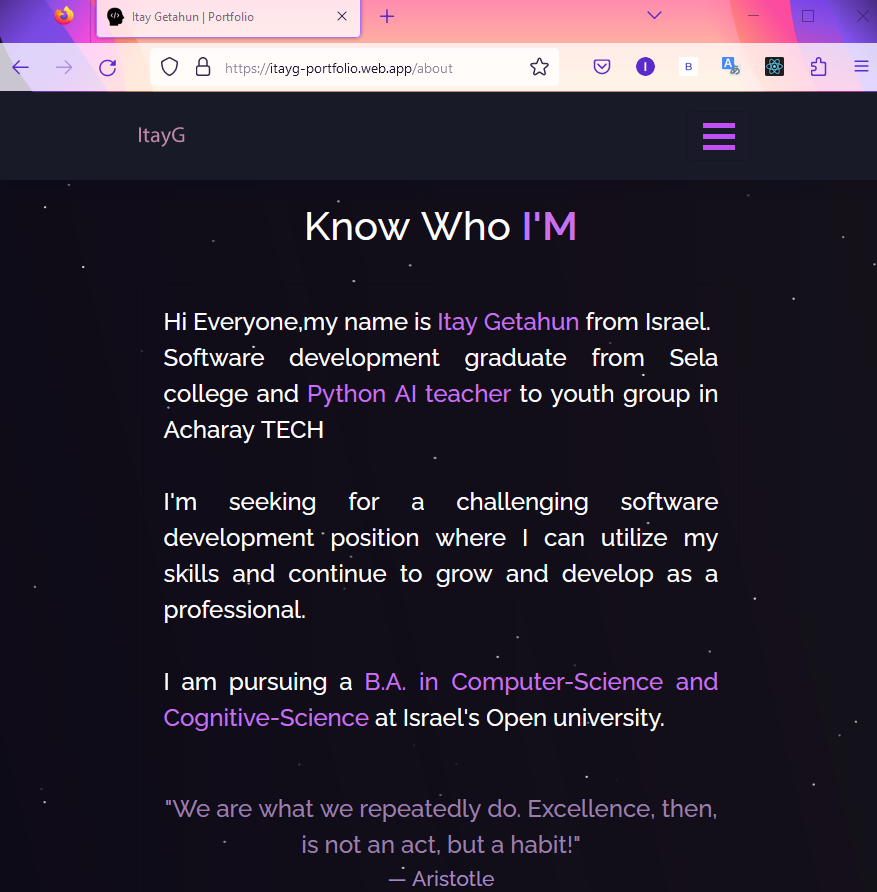 Itay Getahun | Portfolio
https://itayg-portfolio.web.app/about
I
B
A
ItayG
Know Who I'M
Hi Everyone,my name is Itay Getahun from Israel.
Software development graduate from Sela
college and Python AI teacher to youth group in
Acharay TECH
I'm seeking for a challenging software
development position where I can utilize my
skills and continue to grow and develop as a
professional.
I am pursuing a B.A. in Computer-Science and
Cognitive-Science at Israel's Open university.
"We are what we repeatedly do. Excellence, then,
is not an act, but a habit!"
— Aristotle